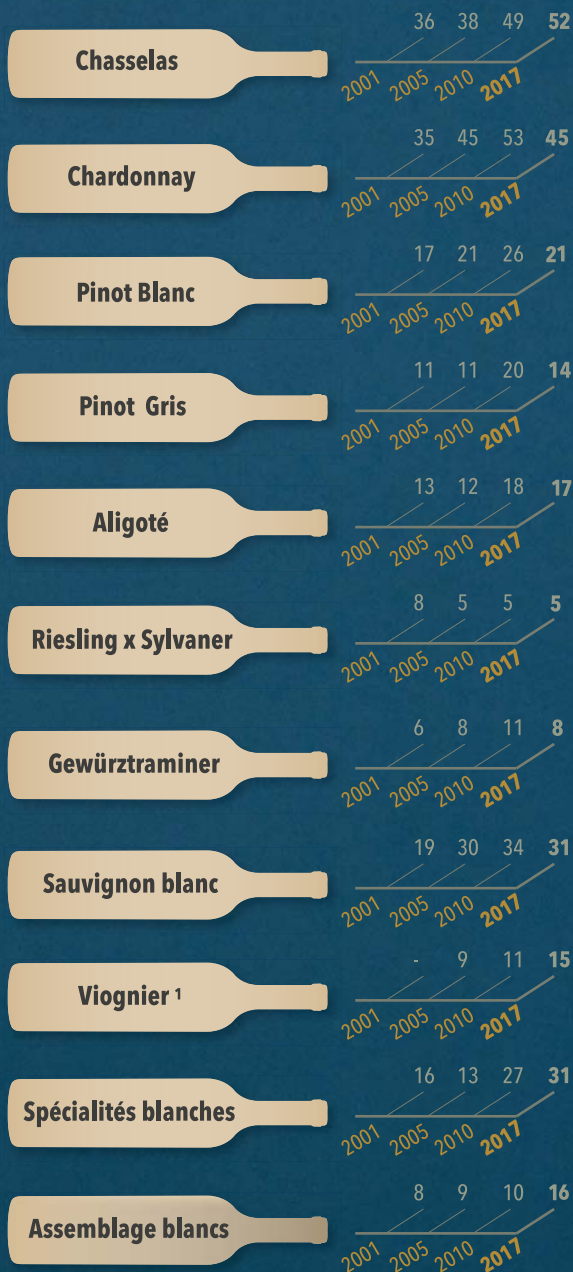 36 38 49 52
Chasselas
2001 2005 2010 2017
35 45 53 45
Chardonnay
2001 2005 2010 2017
17 21 26 21
Pinot Blanc
2001 2005 2010 2017
11 11 20 14
Pinot Gris
2001 2005 2010 2017
13 12 18 17
Aligoté
2001 2005 2010 2017
8 5 5 5
Riesling x Sylvaner
2001 2005 2010 2017
6 8 11 8
Gewürztraminer
2001 2005 2010 2017
19 30 34 31
Sauvignon blanc
2001 2005 2010 2017
- 9 11 15
Viognier ¹
2001 2005 2010 2017
16 13 27 31
Spécialités blanches
2001 2005 2010 2017
8 9 10 16
Assemblage blancs
2001 2005 2010 2017